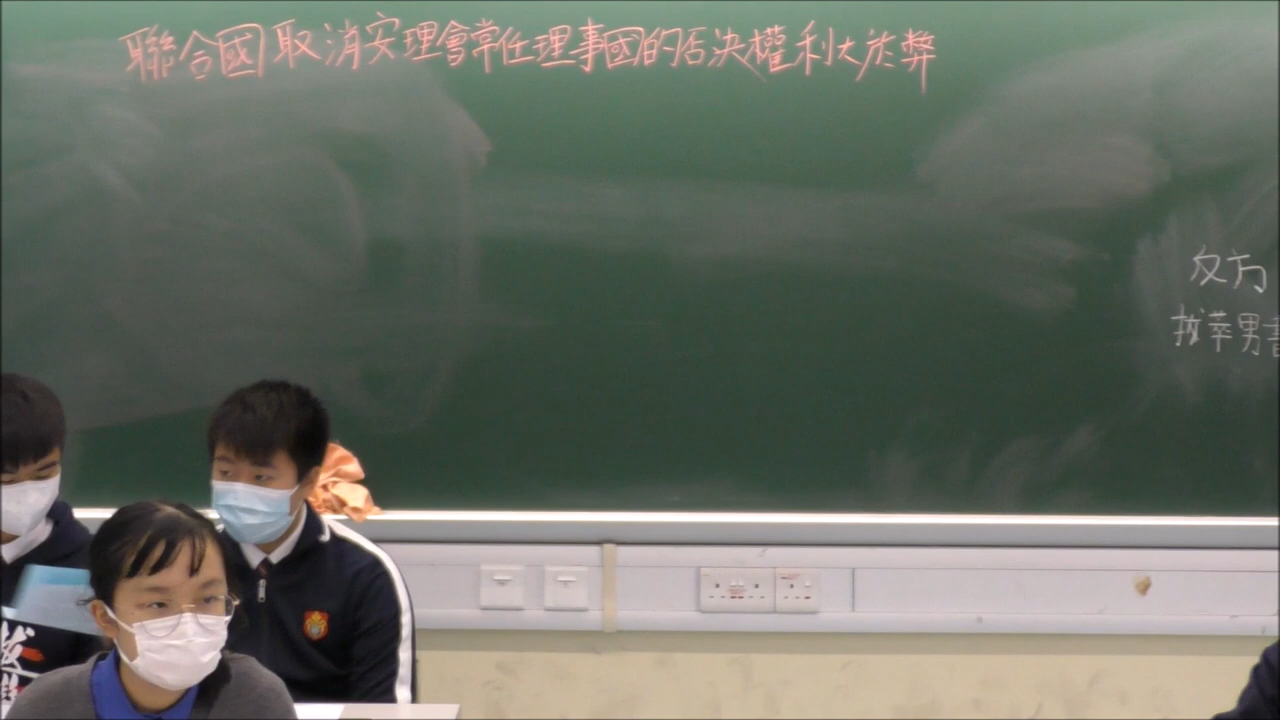 聯合國取消安理會常任理事國的否決權利大於弊
反方
拔萃男書